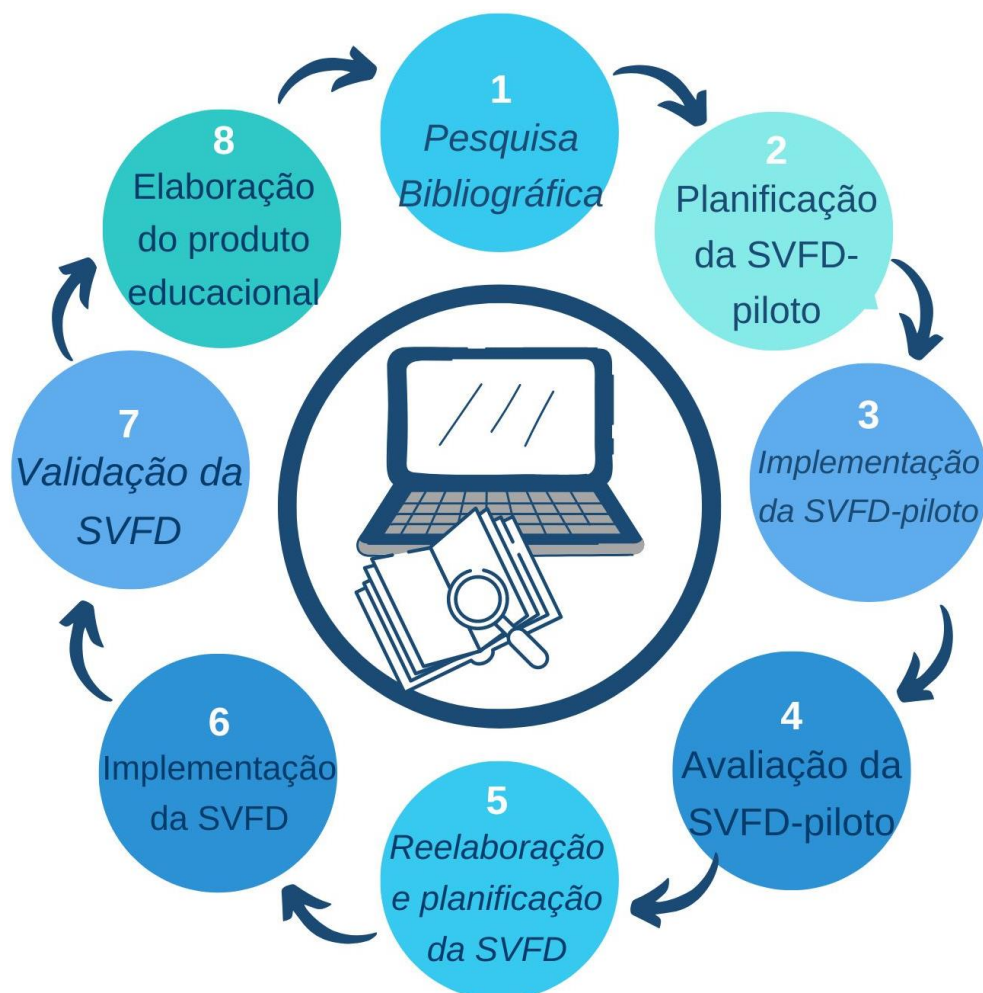 1
Pesquisa
Bibliográfica
2
Planificação
da SVFD-
piloto
3
Implementação
da SVFD-piloto
4
Avaliação da
SVFD-piloto
5
Reelaboração
e planificação
da SVFD
6
Implementação
da SVFD
7
Validação da
SVFD
8
Elaboração
do produto
educacional